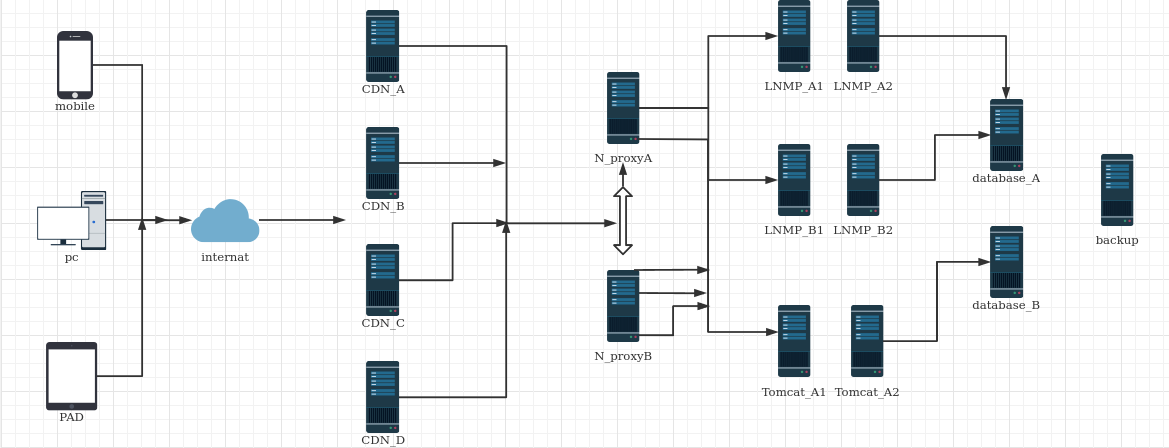 mobile
pc
PAD
internat
CDN_A
CDN_B
CDN_C
CDN_D
N_proxyA
N_proxyB
LNMP_A1 LNMP_A2
LNMP_B1 LNMP_B2
Tomcat_A1 Tomcat_A2
database_A
database_B
backup